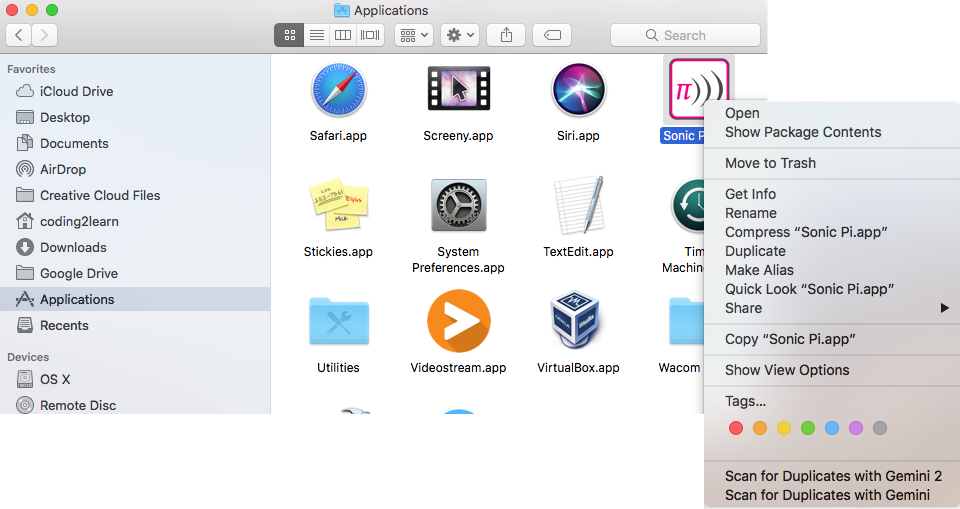 Applications
Search
Favorites
iCloud Drive
Desktop
Documents
AirDrop
Creative Cloud Files
coding2learn
Downloads
Google Drive
Applications
Recents
Devices
OS X
Remote Disc
Safari.app
Screeny.app
Siri.app
Sonic P
Stickies.app
System
Preferences.app
TextEdit.app
Tim
Machin
Utilities
Videostream.app
VirtualBox.app
Wacom
π)))
Open
Show Package Contents
Move to Trash
Get Info
Rename
Compress “Sonic Pi.app”
Duplicate
Make Alias
Quick Look “Sonic Pi.app”
Share
Copy “Sonic Pi.app”
Show View Options
Tags...
Scan for Duplicates with Gemini 2
Scan for Duplicates with Gemini